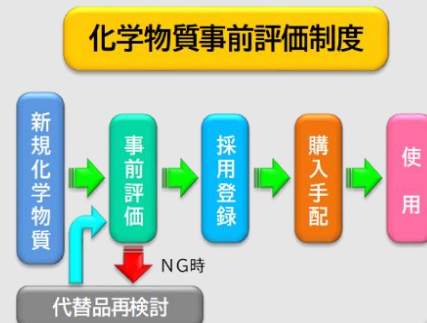 化学物質事前評価制度
新規化学物質
事前評価
採用登録
購入手配
使用
NG時
代替品再検討